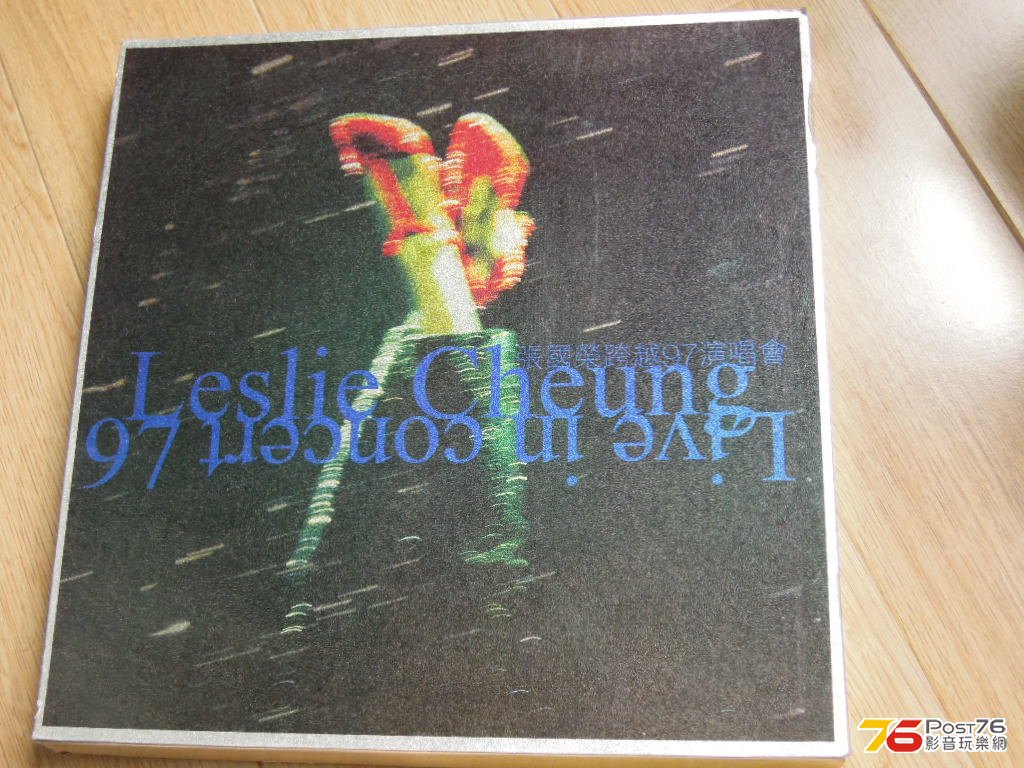 張國榮跨越97演唱會
Leslie Cheung
Live in concert 97
76 POST76
影音玩樂網